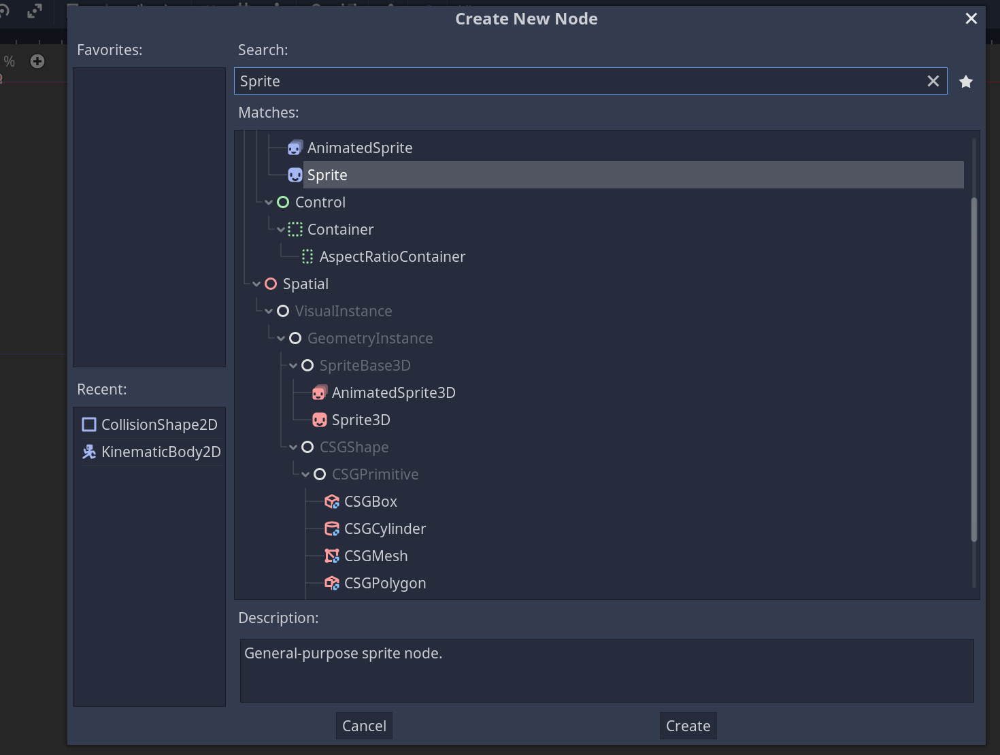 Create New Node
%
Favorites:
Search:
Sprite
Matches:
AnimatedSprite
Sprite
Control
Container
AspectRatioContainer
Spatial
VisualInstance
GeometryInstance
SpriteBase3D
AnimatedSprite3D
Sprite3D
CSGShape
CSGPrimitive
CSGBox
CSGCylinder
CSGMesh
CSGPolygon
Recent:
CollisionShape2D
KinematicBody2D
Description:
General-purpose sprite node.
Cancel
Create